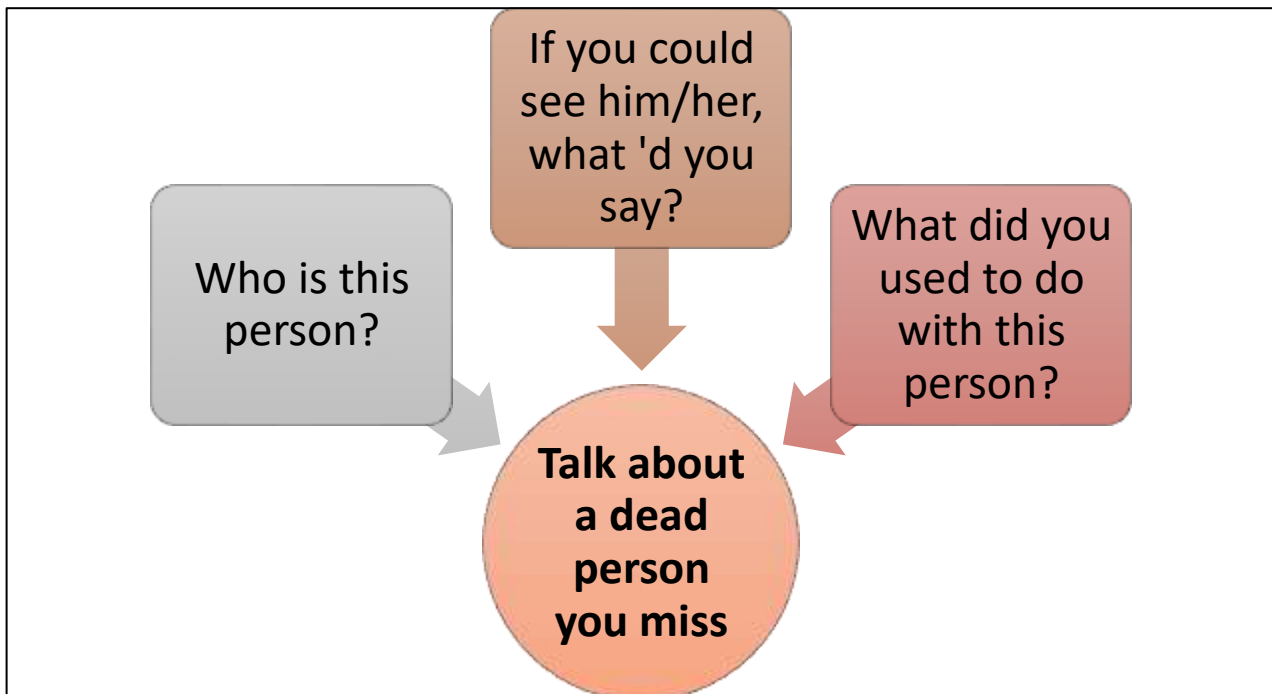 If you could
see him/her,
what 'd you
say?
Who is this
person?
What did you
used to do
with this
person?
Talk about
a dead
person
you miss